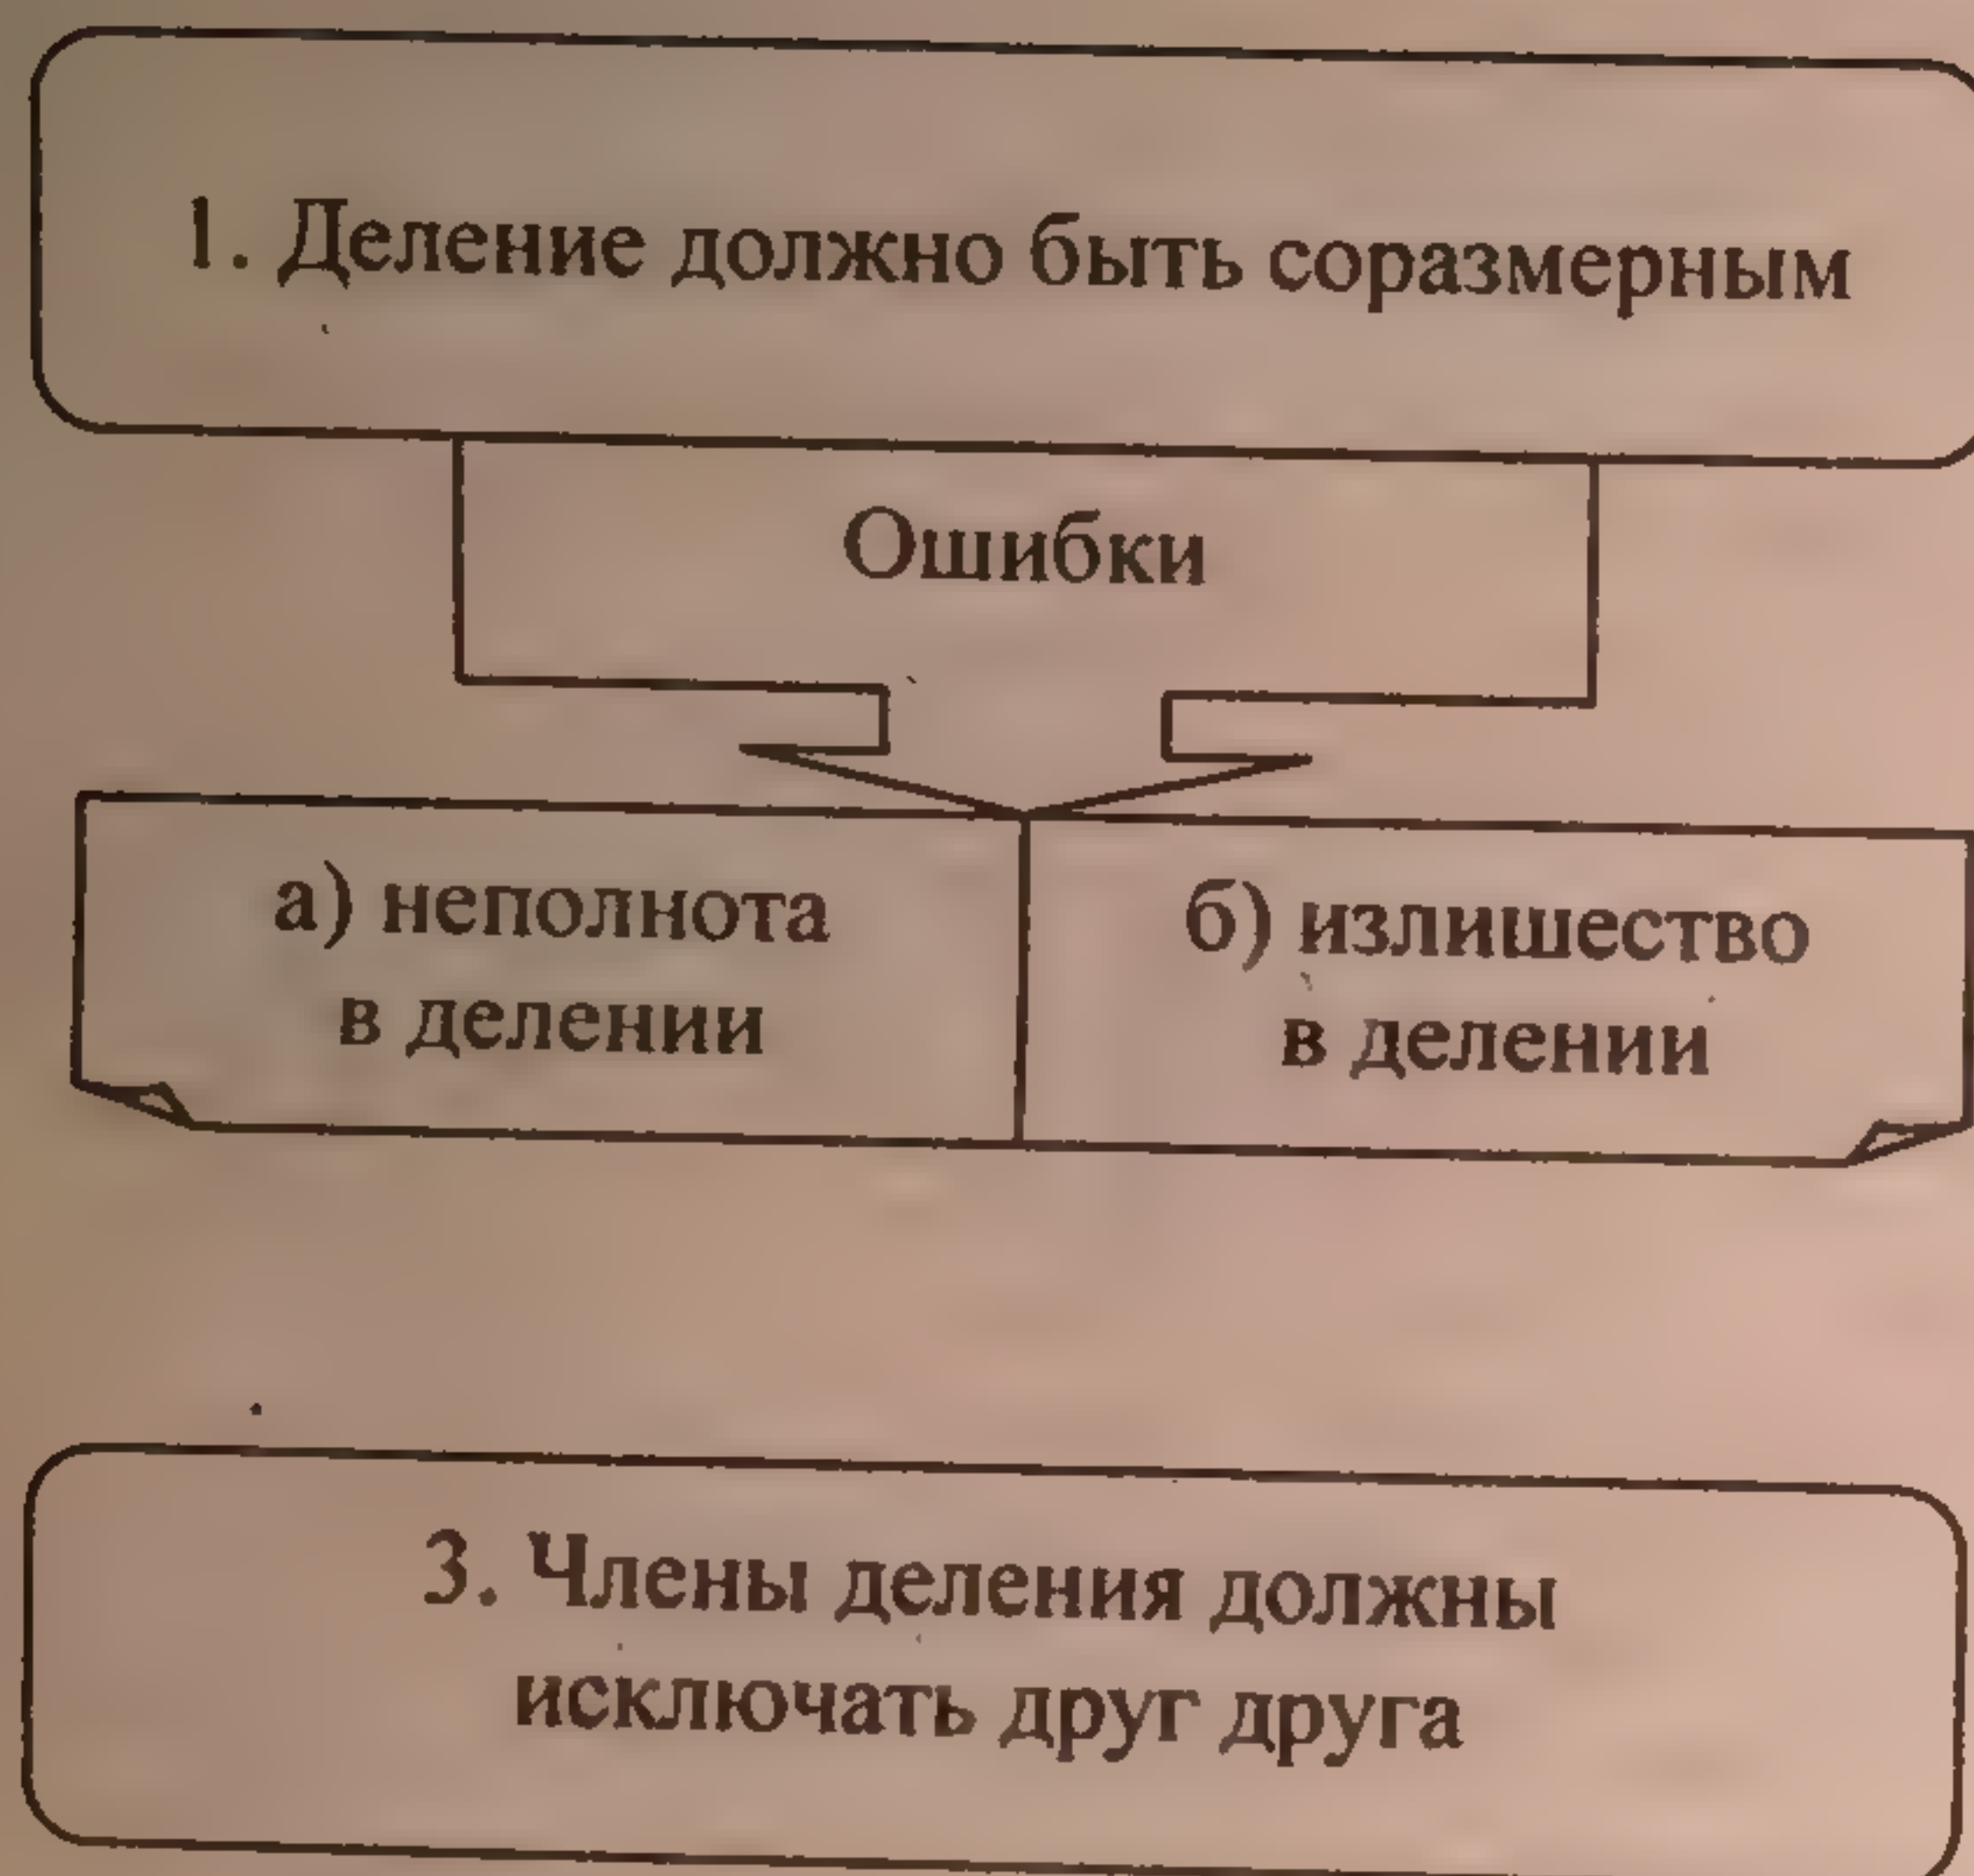 1. Деление должно быть соразмерным
Ошибки
а) неполнота
в делении
б) излишество
в делении
3. Члены деления должны
исключать друг друга